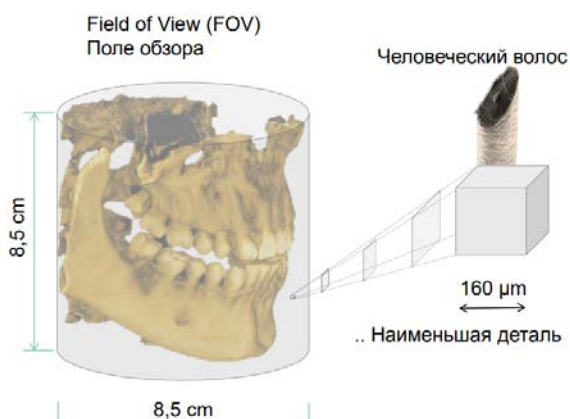 Field of View (FOV)
Поле обзора
Человеческий волос
8,5 cm
160 µm
.. Наименьшая деталь
8,5 cm